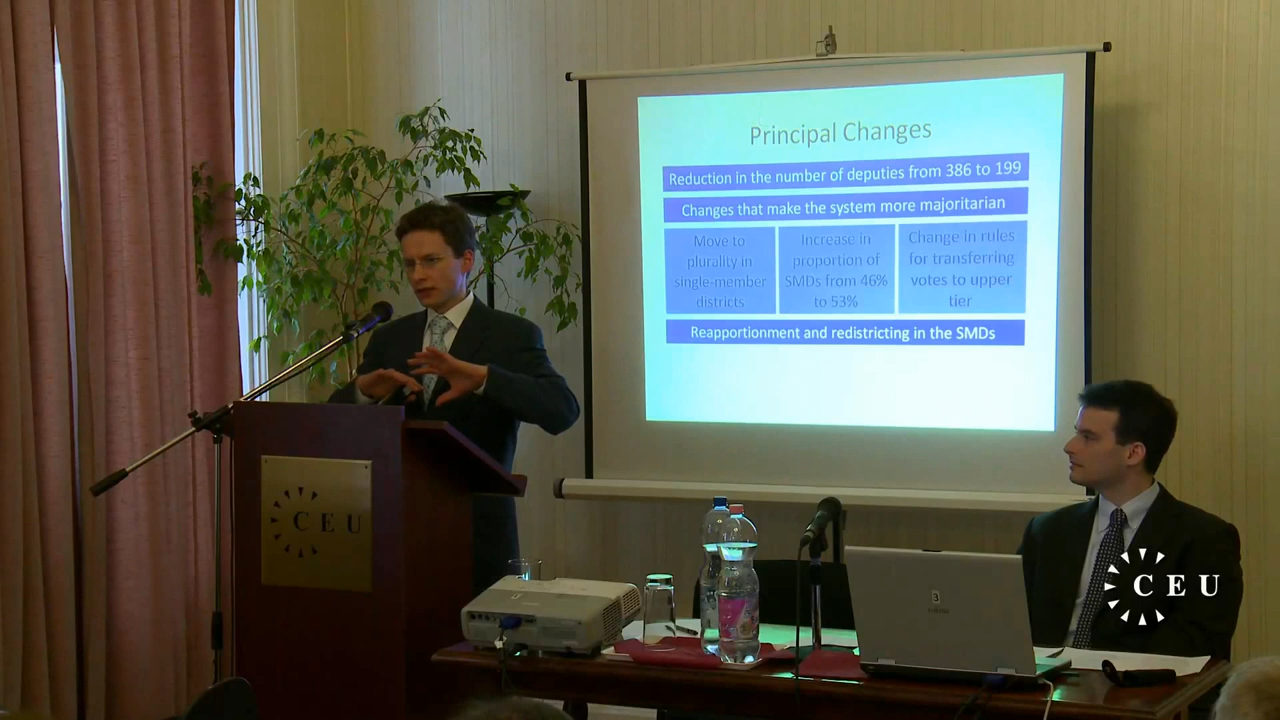 Principal Changes
Reduction in the number of deputies from 386 to 199
Changes that make the system more majoritarian
Move to
plurality in
single-member
districts
Increase in
proportion of
SMDs from 46%
to 53%
Change in rules
for transferring
votes to upper
tier
Reapportionment and redistricting in the SMDs
CEU
3
CEU